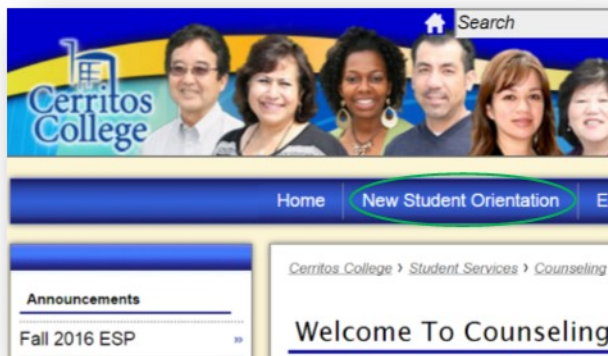 Search
Cerritos
College
Home New Student Orientation E
Cerritos College › Student Services › Counseling
Announcements
Fall 2016 ESP »
Welcome To Counseling